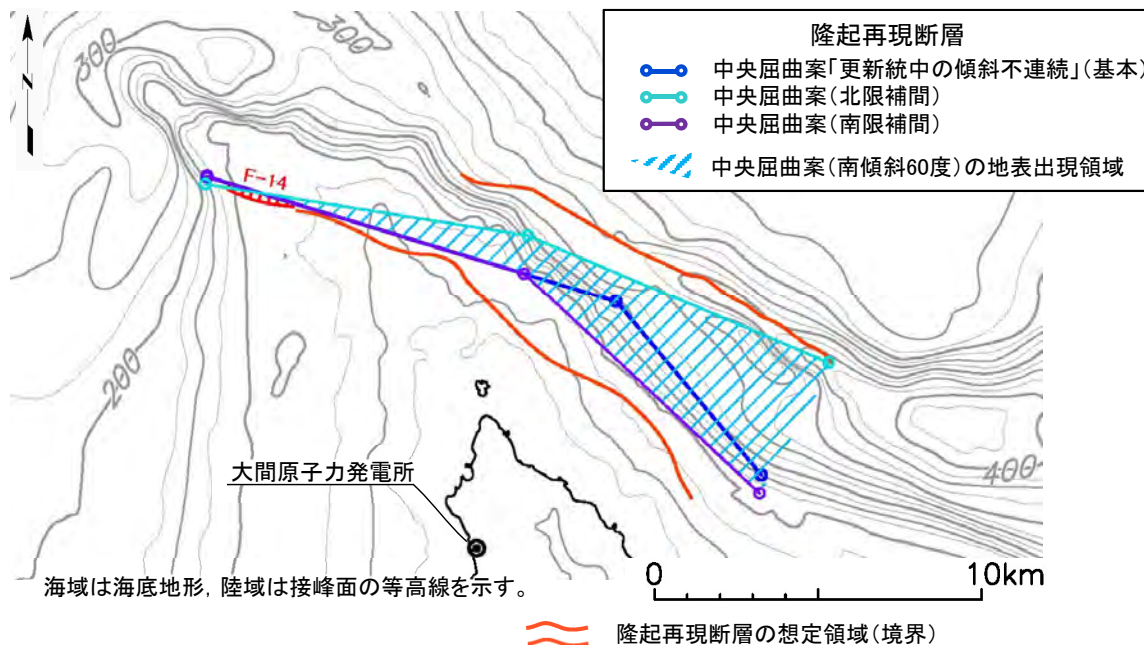 隆起再現断層
中央屈曲案「更新統中の傾斜不連続」(基本)
中央屈曲案(北限補間)
中央屈曲案(南限補間)
中央屈曲案(南傾斜60度)の地表出現領域
N
300
300
F-14
200
400
大間原子力発電所
海域は海底地形，陸域は接峰面の等高線を示す。
0 10km
隆起再現断層の想定領域(境界)